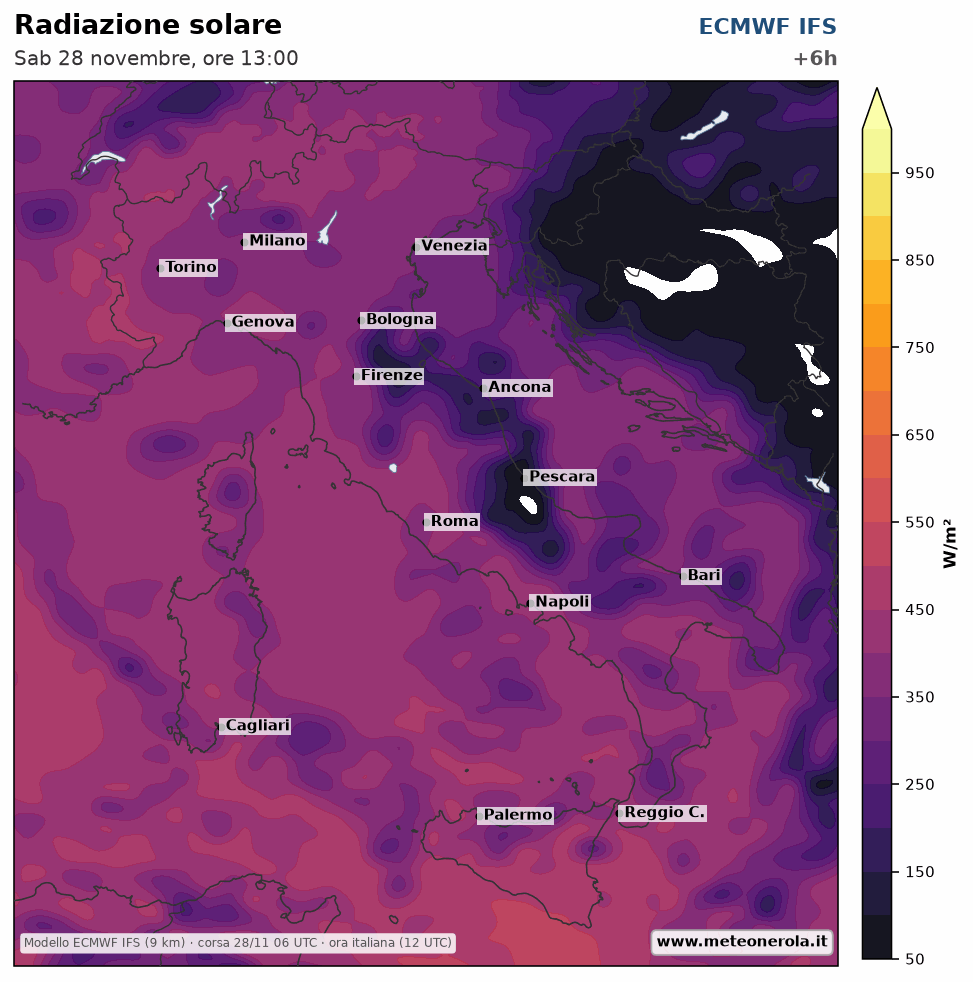 Radiazione solare
ECMWF IFS
Sab 28 novembre, ore 13:00
+6h
Milano
Venezia
Torino
Genova
Bologna
Firenze
Ancona
Pescara
Roma
Bari
Napoli
Cagliari
Palermo
Reggio C.
950
850
750
650
550
450
350
250
150
50
W/m²
Modello ECMWF IFS (9 km) · corsa 28/11 06 UTC · ora italiana (12 UTC)
www.meteonerola.it